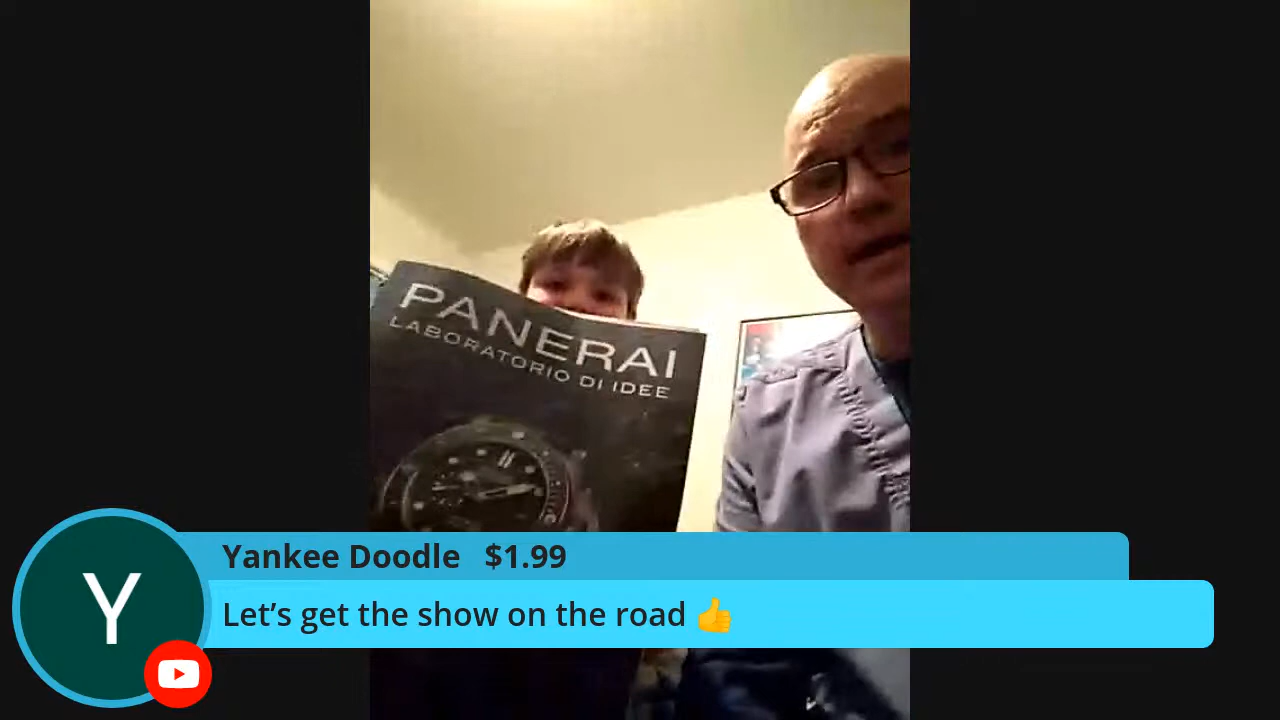 PANERAI
LABORATORIO DI IDEE
Yankee Doodle $1.99
Y
Let’s get the show on the road 👍